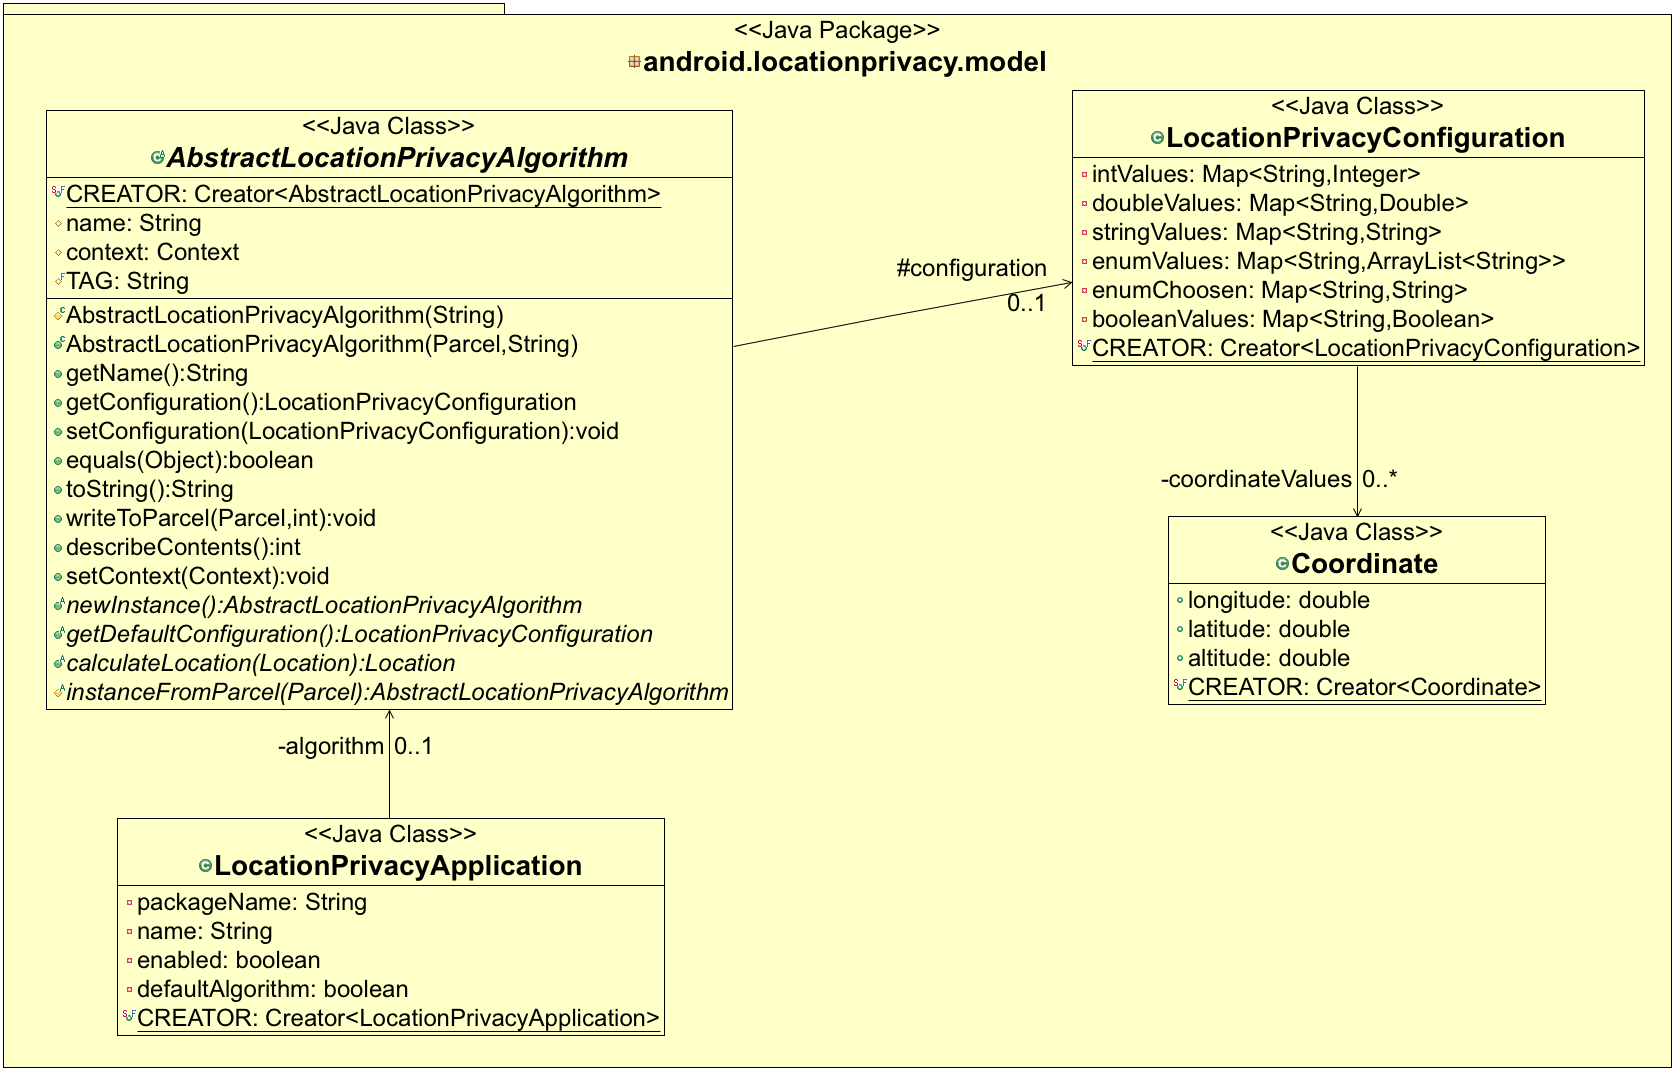 <<Java Package>>
android.locationprivacy.model
<<Java Class>>
AbstractLocationPrivacyAlgorithm
CREATOR: Creator<AbstractLocationPrivacyAlgorithm>
name: String
context: Context
TAG: String
AbstractLocationPrivacyAlgorithm(String)
AbstractLocationPrivacyAlgorithm(Parcel,String)
getName():String
getConfiguration():LocationPrivacyConfiguration
setConfiguration(LocationPrivacyConfiguration):void
equals(Object):boolean
toString():String
writeToParcel(Parcel,int):void
describeContents():int
setContext(Context):void
newInstance():AbstractLocationPrivacyAlgorithm
getDefaultConfiguration():LocationPrivacyConfiguration
calculateLocation(Location):Location
instanceFromParcel(Parcel):AbstractLocationPrivacyAlgorithm
#configuration
0..1
<<Java Class>>
LocationPrivacyConfiguration
intValues: Map<String,Integer>
doubleValues: Map<String,Double>
stringValues: Map<String,String>
enumValues: Map<String,ArrayList<String>>
enumChoosen: Map<String,String>
booleanValues: Map<String,Boolean>
CREATOR: Creator<LocationPrivacyConfiguration>
-coordinateValues 0..*
<<Java Class>>
Coordinate
longitude: double
latitude: double
altitude: double
CREATOR: Creator<Coordinate>
-algorithm 0..1
<<Java Class>>
LocationPrivacyApplication
packageName: String
name: String
enabled: boolean
defaultAlgorithm: boolean
CREATOR: Creator<LocationPrivacyApplication>